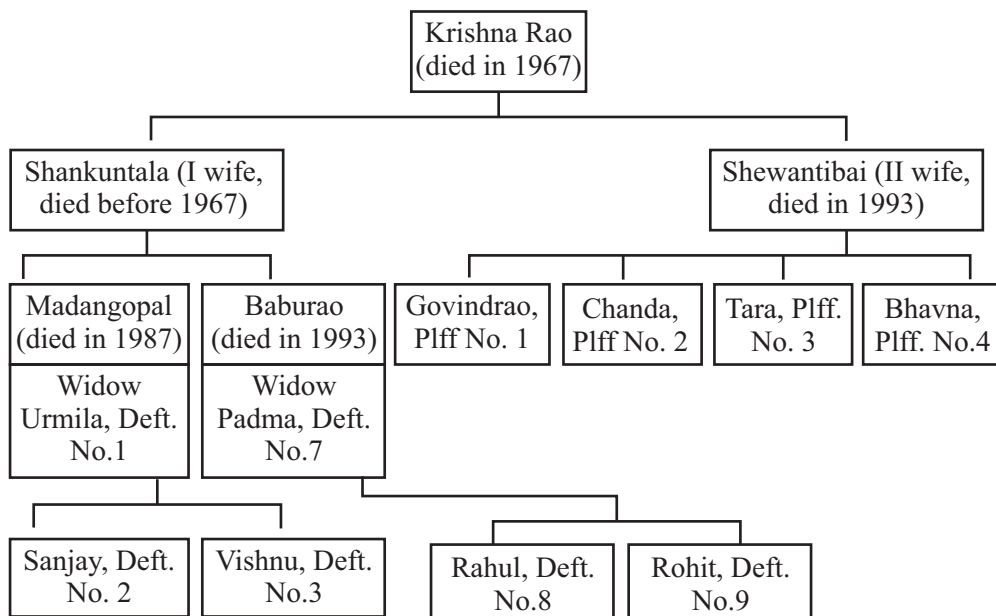 Krishna Rao
(died in 1967)
Shankuntala (I wife,
died before 1967)
Shewantibai (II wife,
died in 1993)
Madangopal
(died in 1987)
Widow
Urmila, Deft.
No.1
Baburao
(died in 1993)
Widow
Padma, Deft.
No.7
Govindrao,
Plff No. 1
Chanda,
Plff No. 2
Tara, Plff.
No. 3
Bhavna,
Plff. No.4
Sanjay, Deft.
No. 2
Vishnu, Deft.
No.3
Rahul, Deft.
No.8
Rohit, Deft.
No.9